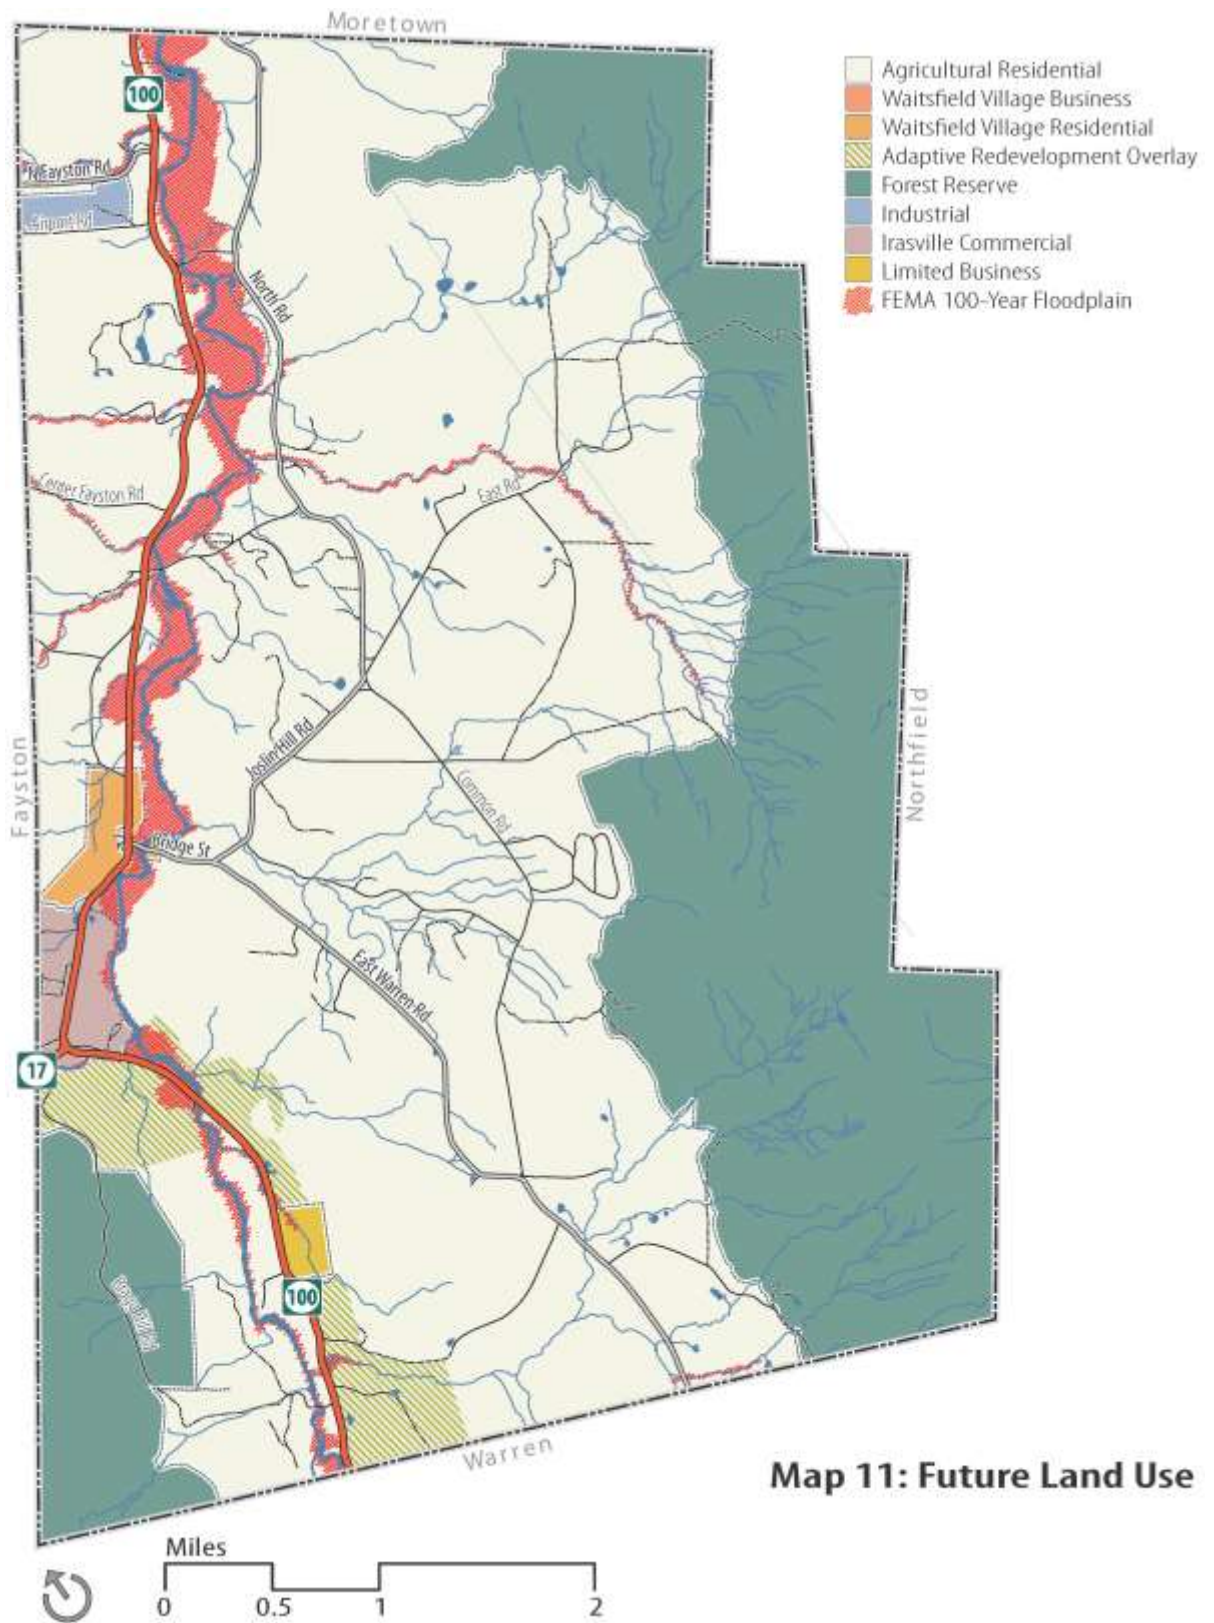 Moretown
Agricultural Residential
Waitsfield Village Business
Waitsfield Village Residential
Adaptive Redevelopment Overlay
Forest Reserve
Industrial
Irasville Commercial
Limited Business
FEMA 100-Year Floodplain
100
N Fayston Rd
Airport Rd
North Rd
Center Fayston Rd
East Rd
Northfield
Fayston
Joslin Hill Rd
Common Rd
Bridge St
East Warren Rd
17
100
Warren
Map 11: Future Land Use
Miles
0
0.5
1
2